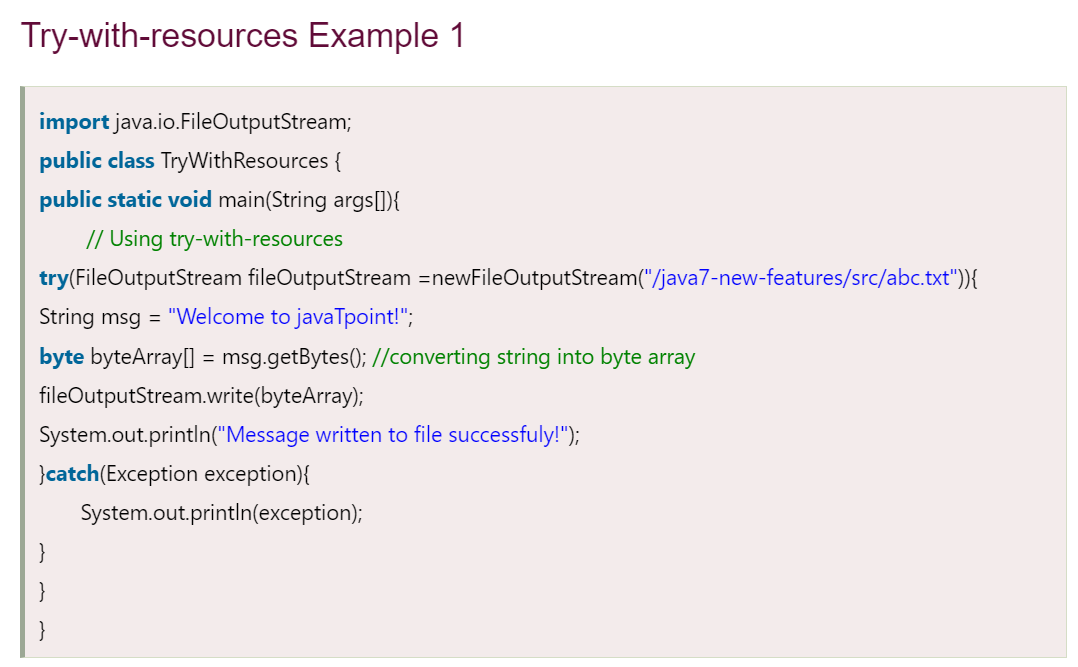 Try-with-resources Example 1
import java.io.FileOutputStream;
public class TryWithResources {
public static void main(String args[]){
// Using try-with-resources
try(FileOutputStream fileOutputStream =newFileOutputStream("/java7-new-features/src/abc.txt")){
String msg = "Welcome to javaTpoint!";
byte byteArray[] = msg.getBytes(); //converting string into byte array
fileOutputStream.write(byteArray);
System.out.println("Message written to file successfuly!");
}catch(Exception exception){
System.out.println(exception);
}
}
}